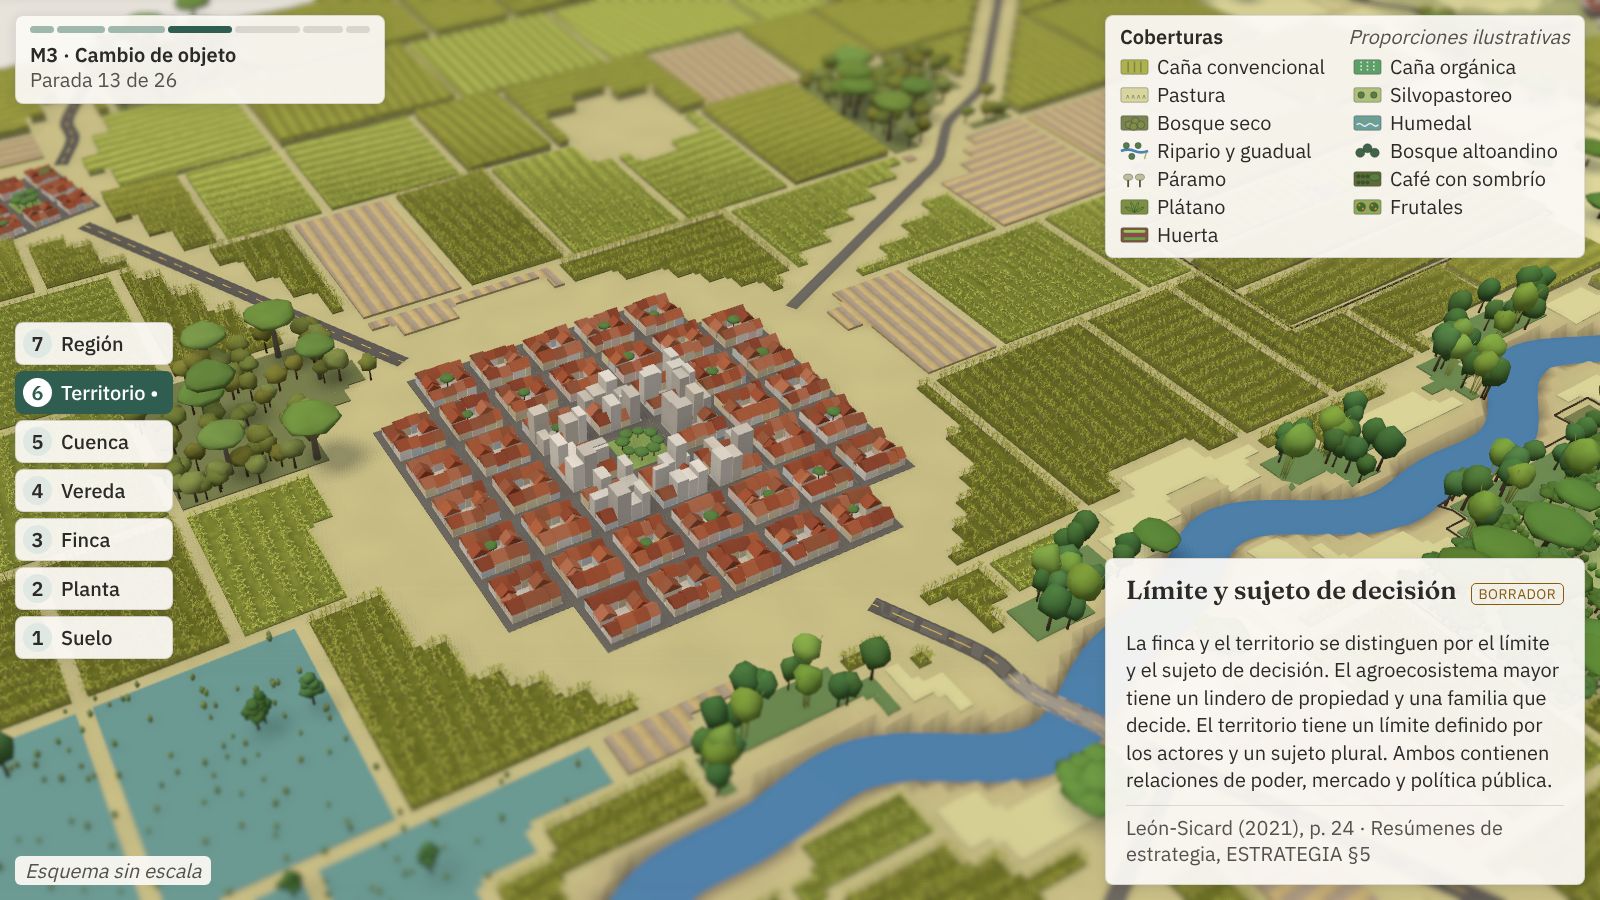 M3 · Cambio de objeto
Parada 13 de 26
Coberturas
Proporciones ilustrativas
Caña convencional
Caña orgánica
Pastura
Silvopastoreo
Bosque seco
Humedal
Ripario y guadual
Bosque altoandino
Páramo
Café con sombrío
Plátano
Frutales
Huerta
7 Región
6 Territorio •
5 Cuenca
4 Vereda
3 Finca
2 Planta
1 Suelo
Límite y sujeto de decisión
BORRADOR
La finca y el territorio se distinguen por el límite
y el sujeto de decisión. El agroecosistema mayor
tiene un lindero de propiedad y una familia que
decide. El territorio tiene un límite definido por
los actores y un sujeto plural. Ambos contienen
relaciones de poder, mercado y política pública.
León-Sicard (2021), p. 24 · Resúmenes de
estrategia, ESTRATEGIA §5
Esquema sin escala